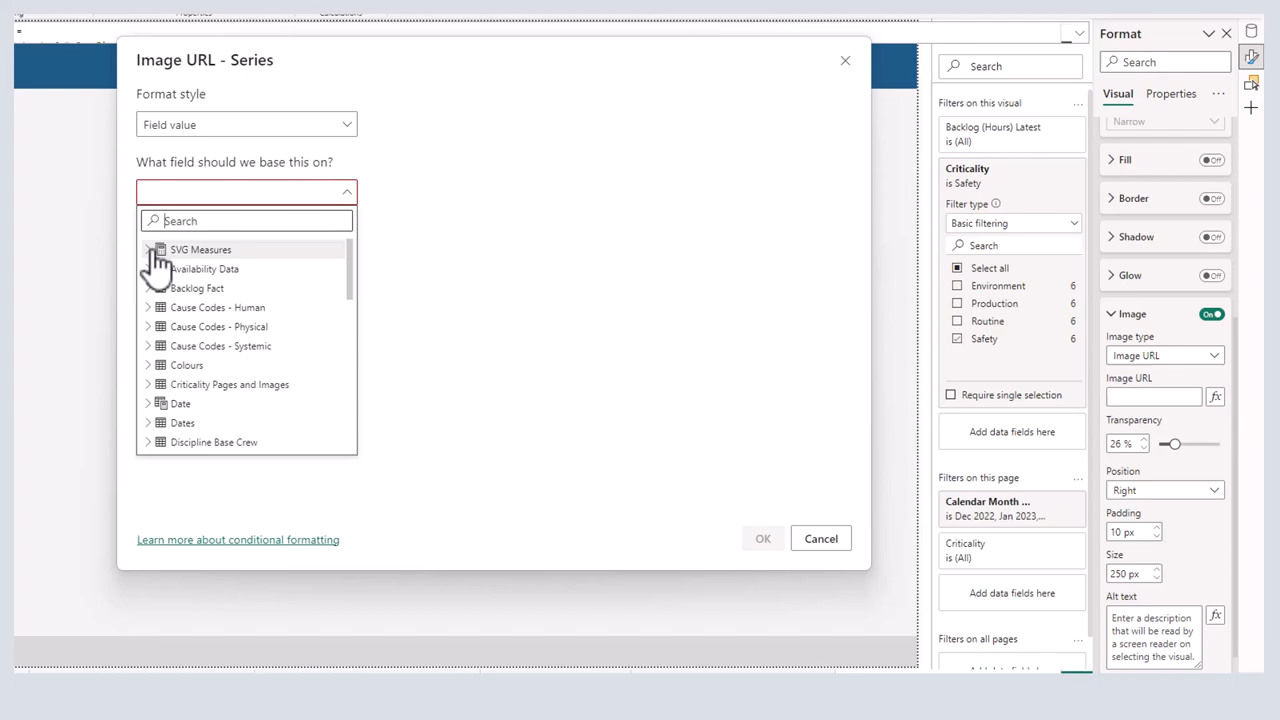 =
Image URL - Series
Format style
Field value
What field should we base this on?
Search
SVG Measures
Availability Data
Backlog Fact
Cause Codes - Human
Cause Codes - Physical
Cause Codes - Systemic
Colours
Criticality Pages and Images
Date
Dates
Discipline Base Crew
Learn more about conditional formatting
OK
Cancel
Search
Filters on this visual
...
Backlog (Hours) Latest
is (All)
Criticality
is Safety
Filter type
Basic filtering
Search
Select all
Environment 6
Production 6
Routine 6
Safety 6
Require single selection
Add data fields here
Filters on this page
...
Calendar Month ...
is Dec 2022, Jan 2023,...
Criticality
is (All)
Add data fields here
Filters on all pages
...
Format
Search
Visual
Properties
...
Narrow
Fill
Off
Border
Off
Shadow
Off
Glow
Off
Image
On
Image type
Image URL
Image URL
fx
Transparency
26 %
Position
Right
Padding
10 px
Size
250 px
Alt text
Enter a description
that will be read by
a screen reader on
selecting the visual.
fx